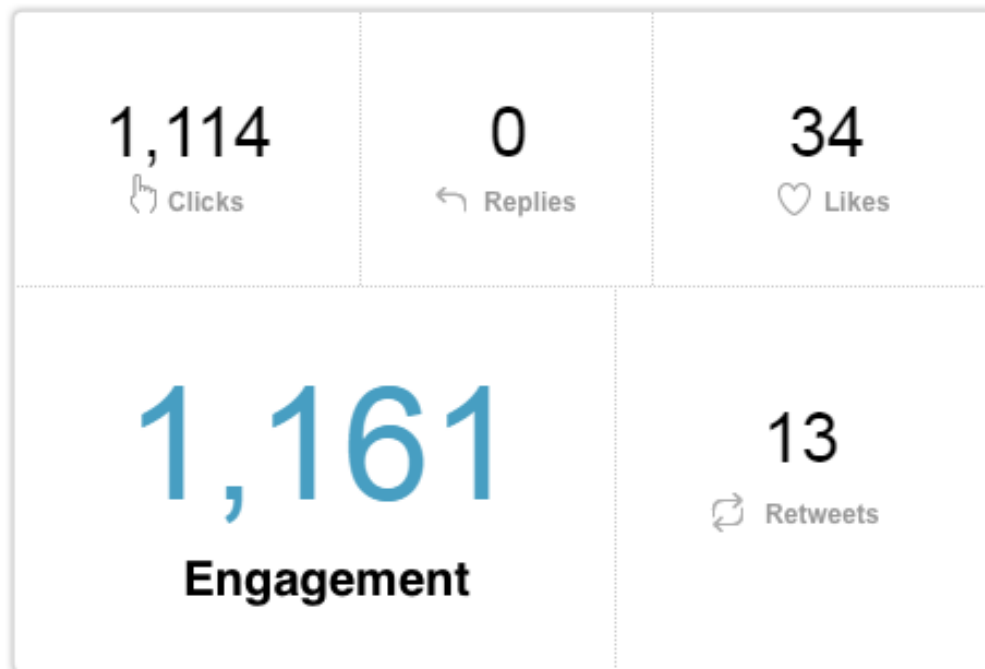 1,114
Clicks
0
Replies
34
Likes
1,161
Engagement
13
Retweets